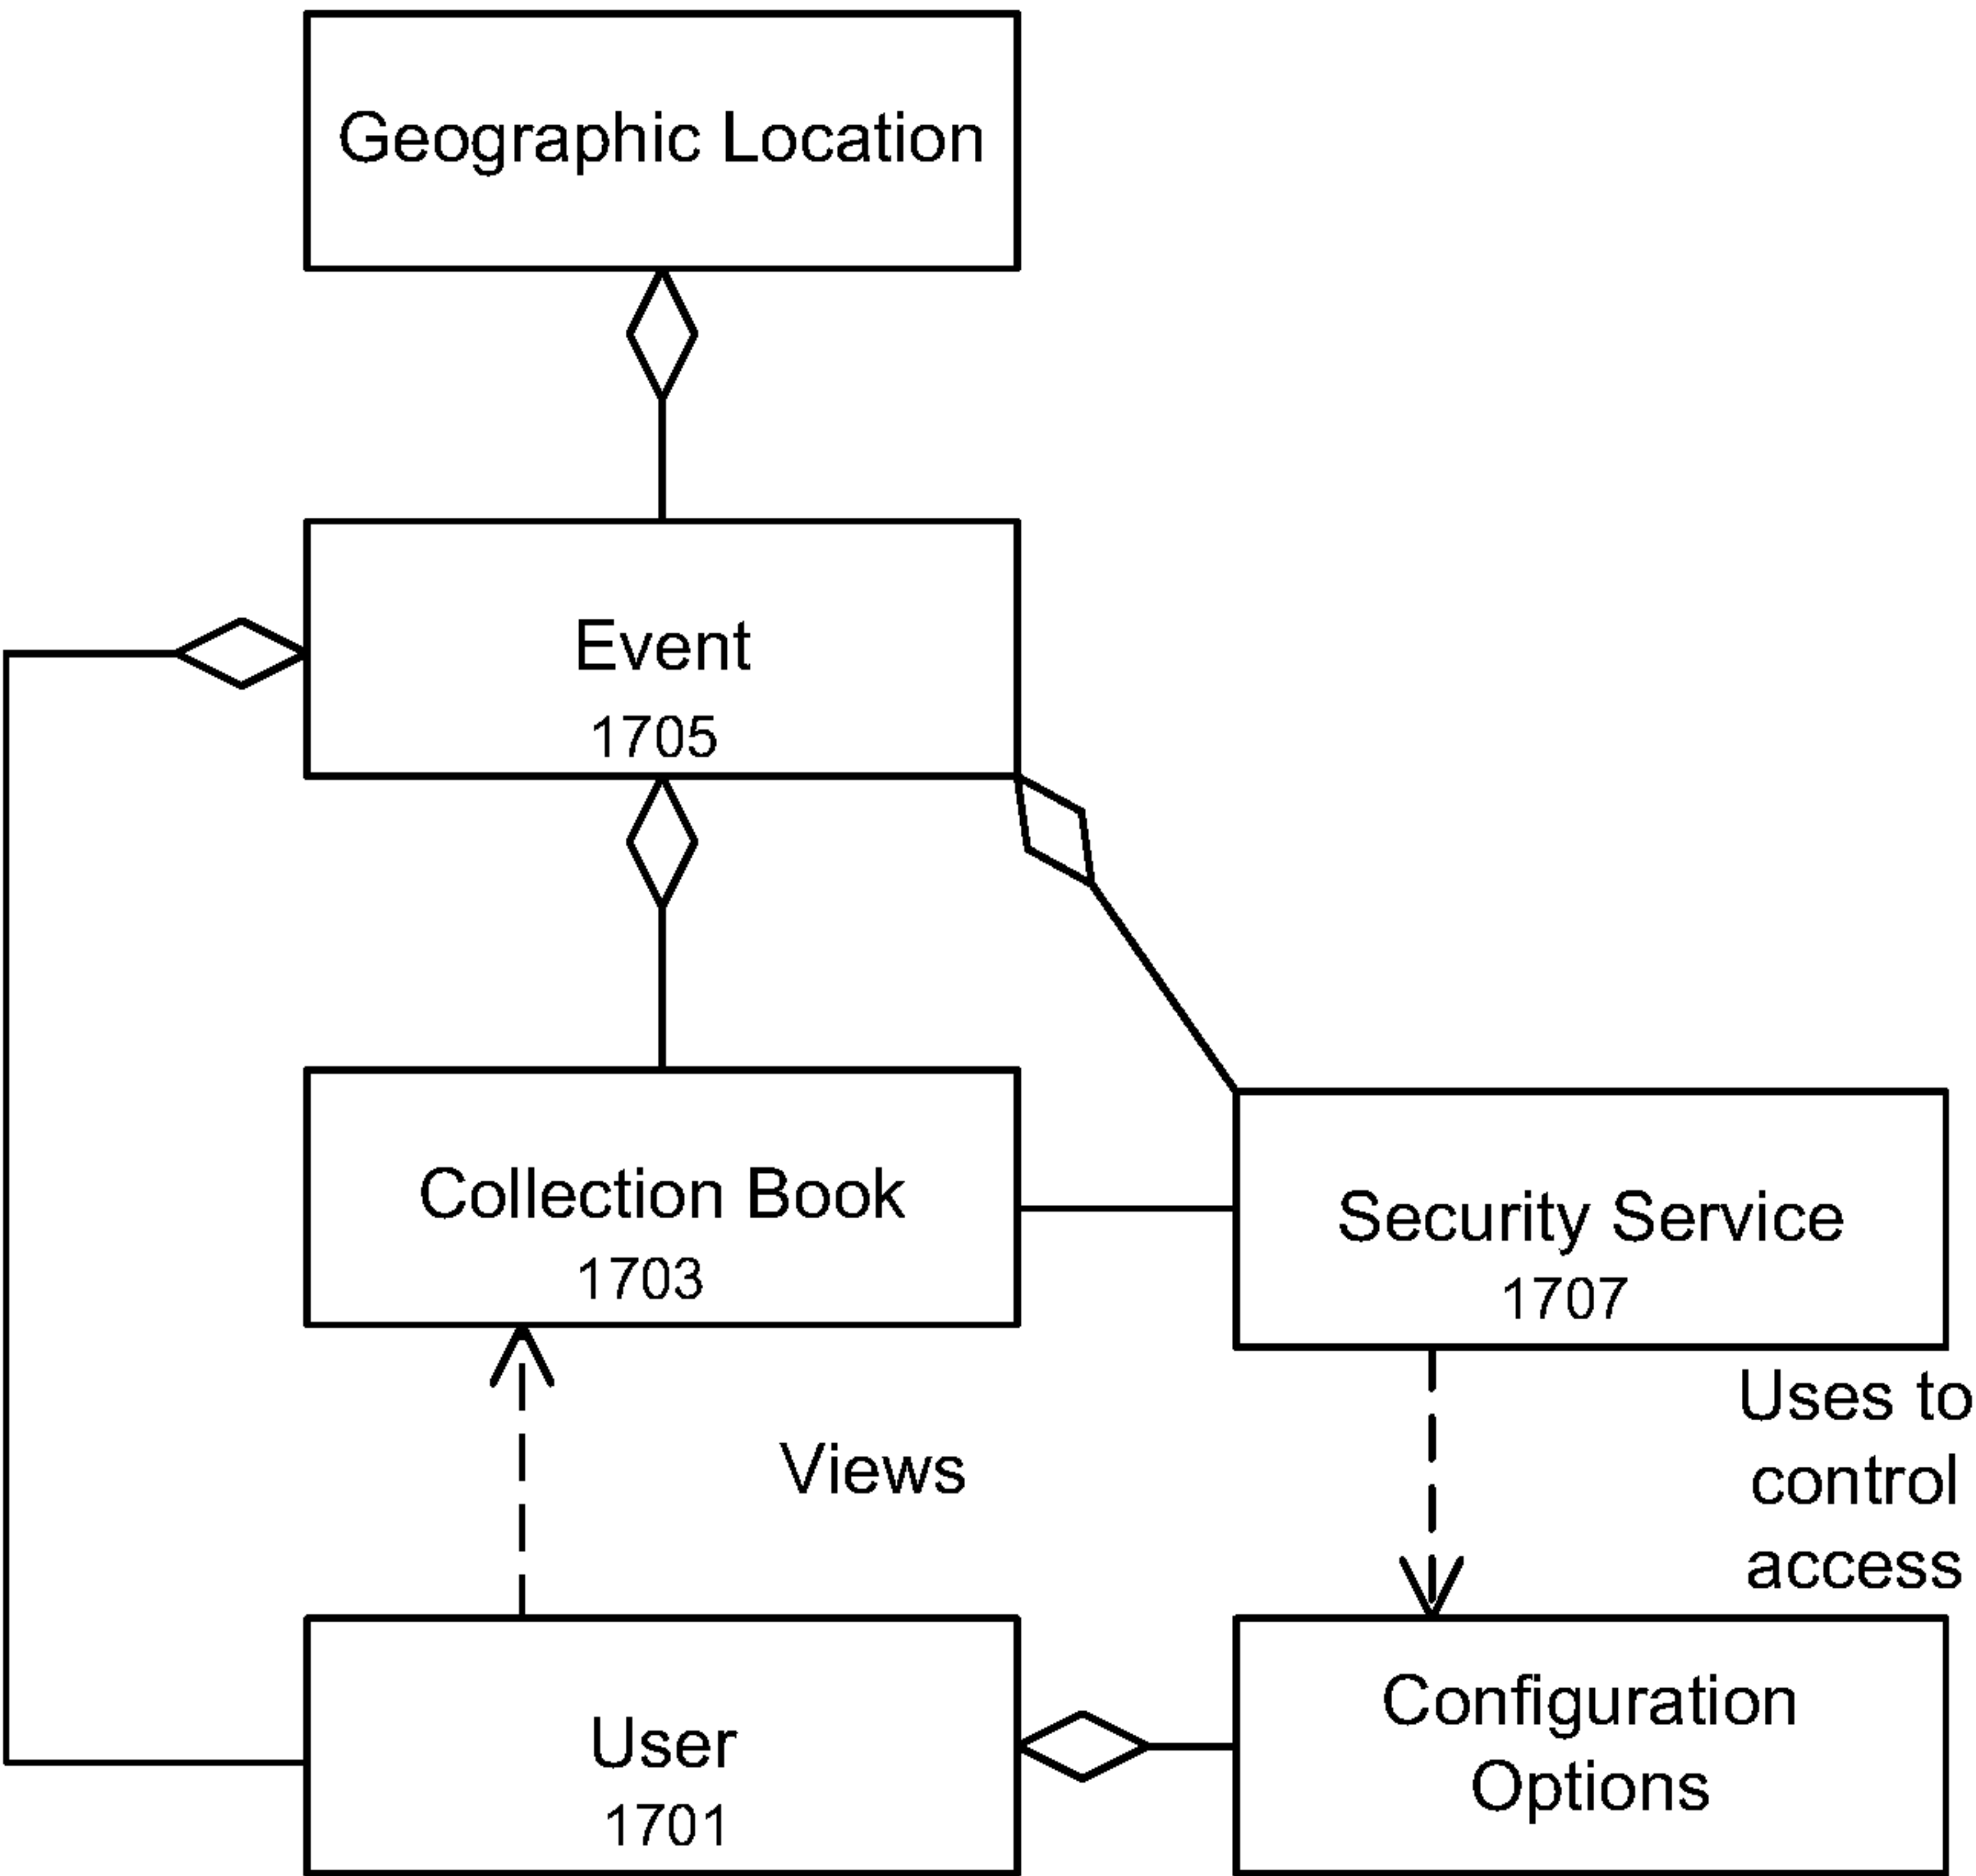 Geographic Location
Event
1705
Collection Book
1703
Security Service
1707
Uses to
control
access
Views
User
1701
Configuration
Options